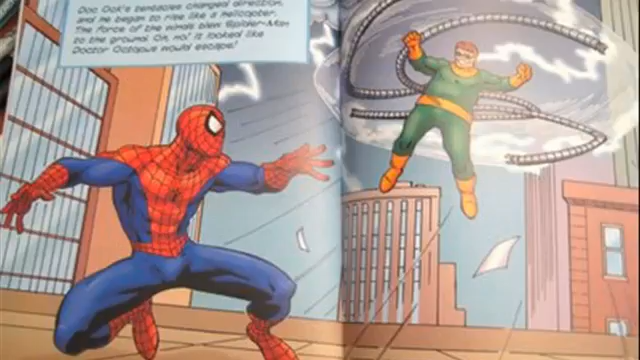 Doc Ock's tentacles changed direction,
and he began to rise like a helicopter.
The force of the winds blew Spider-Man
to the ground. Oh, no! It looked like
Doctor Octopus would escape!